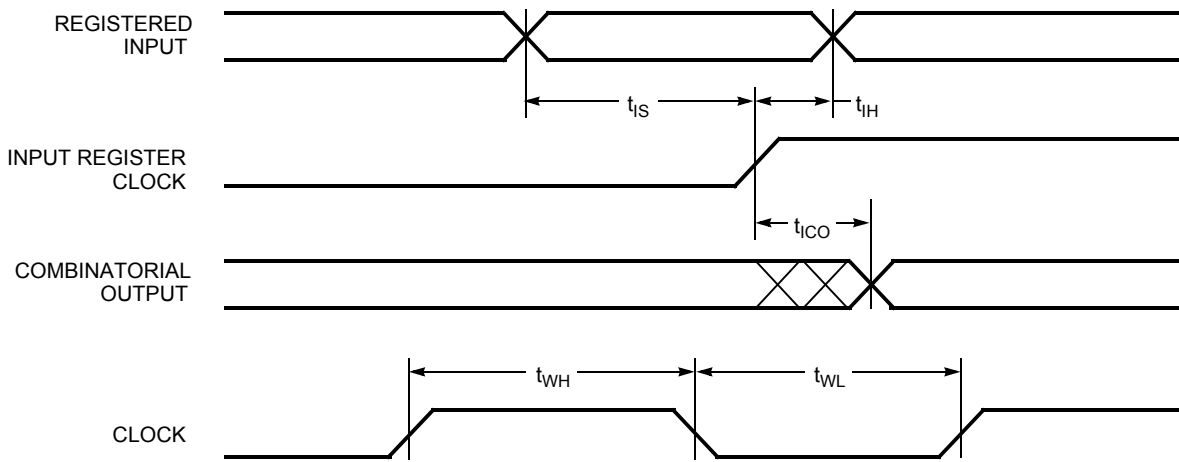 REGISTERED
INPUT
tIS
tIH
INPUT REGISTER
CLOCK
tICO
COMBINATORIAL
OUTPUT
tWH
tWL
CLOCK